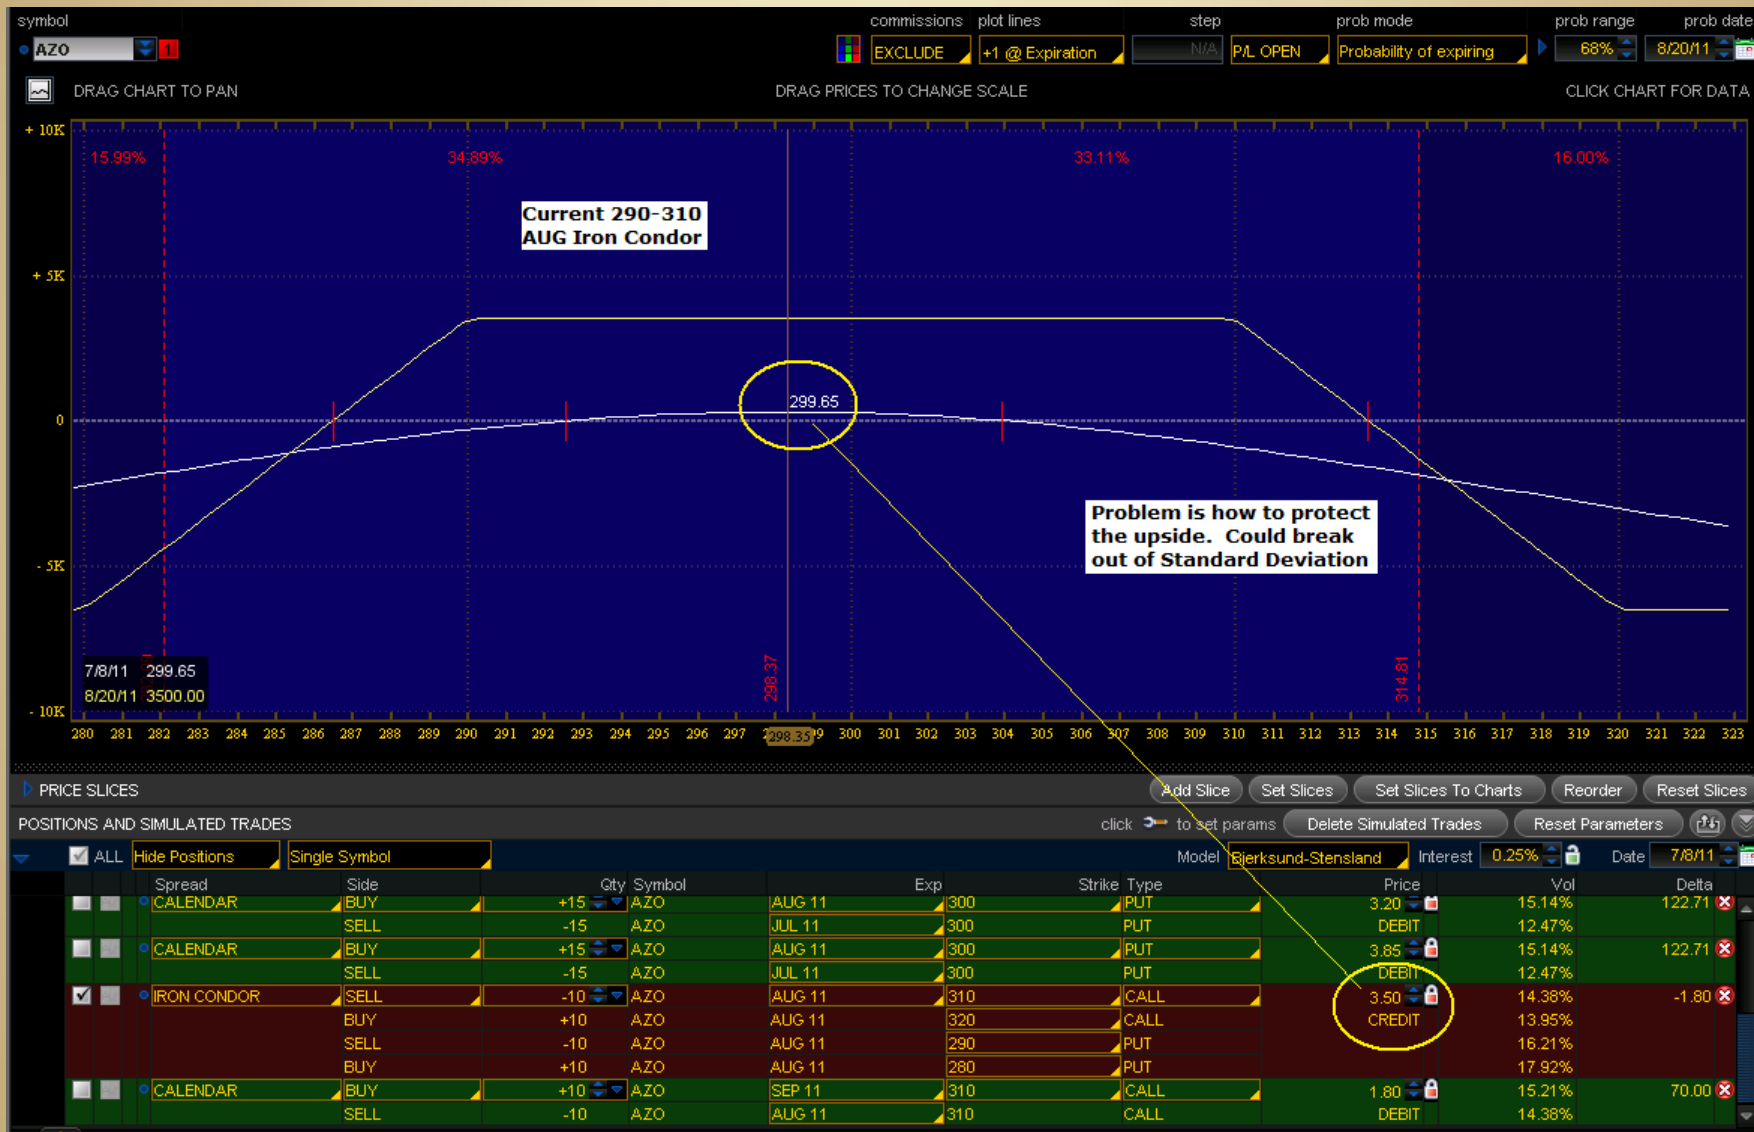 symbol
commissions plot lines step prob mode prob range prob date
AZO 1 EXCLUDE +1 @ Expiration N/A P/L OPEN Probability of expiring 68% 8/20/11
DRAG CHART TO PAN DRAG PRICES TO CHANGE SCALE CLICK CHART FOR DATA
+ 10K
15.99% 34.89% 33.11% 16.00%
Current 290-310
AUG Iron Condor
+ 5K
299.65
0
Problem is how to protect
the upside. Could break
out of Standard Deviation
- 5K
298.37
314.81
7/8/11 299.65
8/20/11 3500.00
- 10K
280 281 282 283 284 285 286 287 288 289 290 291 292 293 294 295 296 297 298.35 300 301 302 303 304 305 306 307 308 309 310 311 312 313 314 315 316 317 318 319 320 321 322 323
PRICE SLICES Add Slice Set Slices Set Slices To Charts Reorder Reset Slices
POSITIONS AND SIMULATED TRADES click to set params Delete Simulated Trades Reset Parameters
ALL Hide Positions Single Symbol Model Bjerksund-Stensland Interest 0.25% Date 7/8/11
Spread Side Qty Symbol Exp Strike Type Price Vol Delta
CALENDAR BUY +15 AZO AUG 11 300 PUT 3.20 15.14% 122.71
SELL -15 AZO JUL 11 300 PUT DEBIT 12.47%
CALENDAR BUY +15 AZO AUG 11 300 PUT 3.85 15.14% 122.71
SELL -15 AZO JUL 11 300 PUT DEBIT 12.47%
IRON CONDOR SELL -10 AZO AUG 11 310 CALL 3.50 14.38% -1.80
BUY +10 AZO AUG 11 320 CALL CREDIT 13.95%
SELL -10 AZO AUG 11 290 PUT 16.21%
BUY +10 AZO AUG 11 280 PUT 17.92%
CALENDAR BUY +10 AZO SEP 11 310 CALL 1.80 15.21% 70.00
SELL -10 AZO AUG 11 310 CALL DEBIT 14.38%